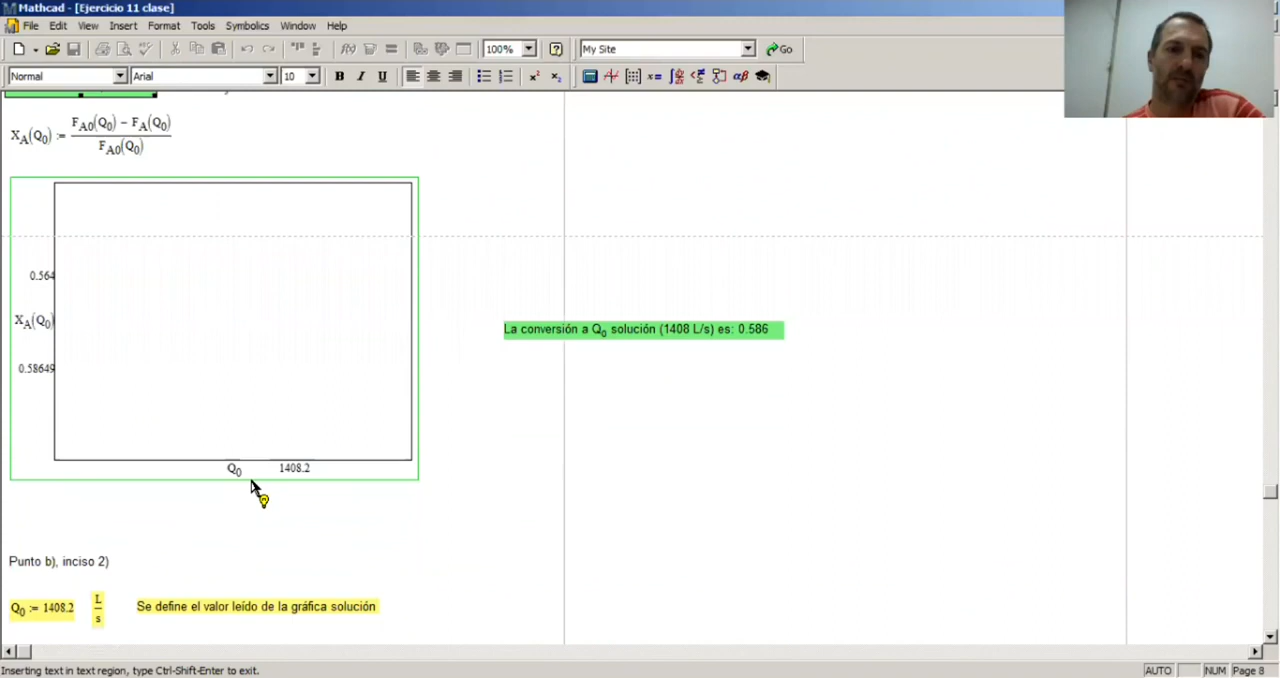 Mathcad - [Ejercicio 11 clase]
File Edit View Insert Format Tools Symbolics Window Help
100% My Site Go
Normal Arial 10 B I U
X_A(Q_0) := (F_A0(Q_0) − F_A(Q_0)) / F_A0(Q_0)
0.564
X_A(Q_0)
La conversión a Q_0 solución (1408 L/s) es: 0.586
0.58649
Q_0 1408.2
Punto b), inciso 2)
Q_0 := 1408.2 L/s Se define el valor leído de la gráfica solución
Inserting text in text region, type Ctrl-Shift-Enter to exit. AUTO NUM Page 8